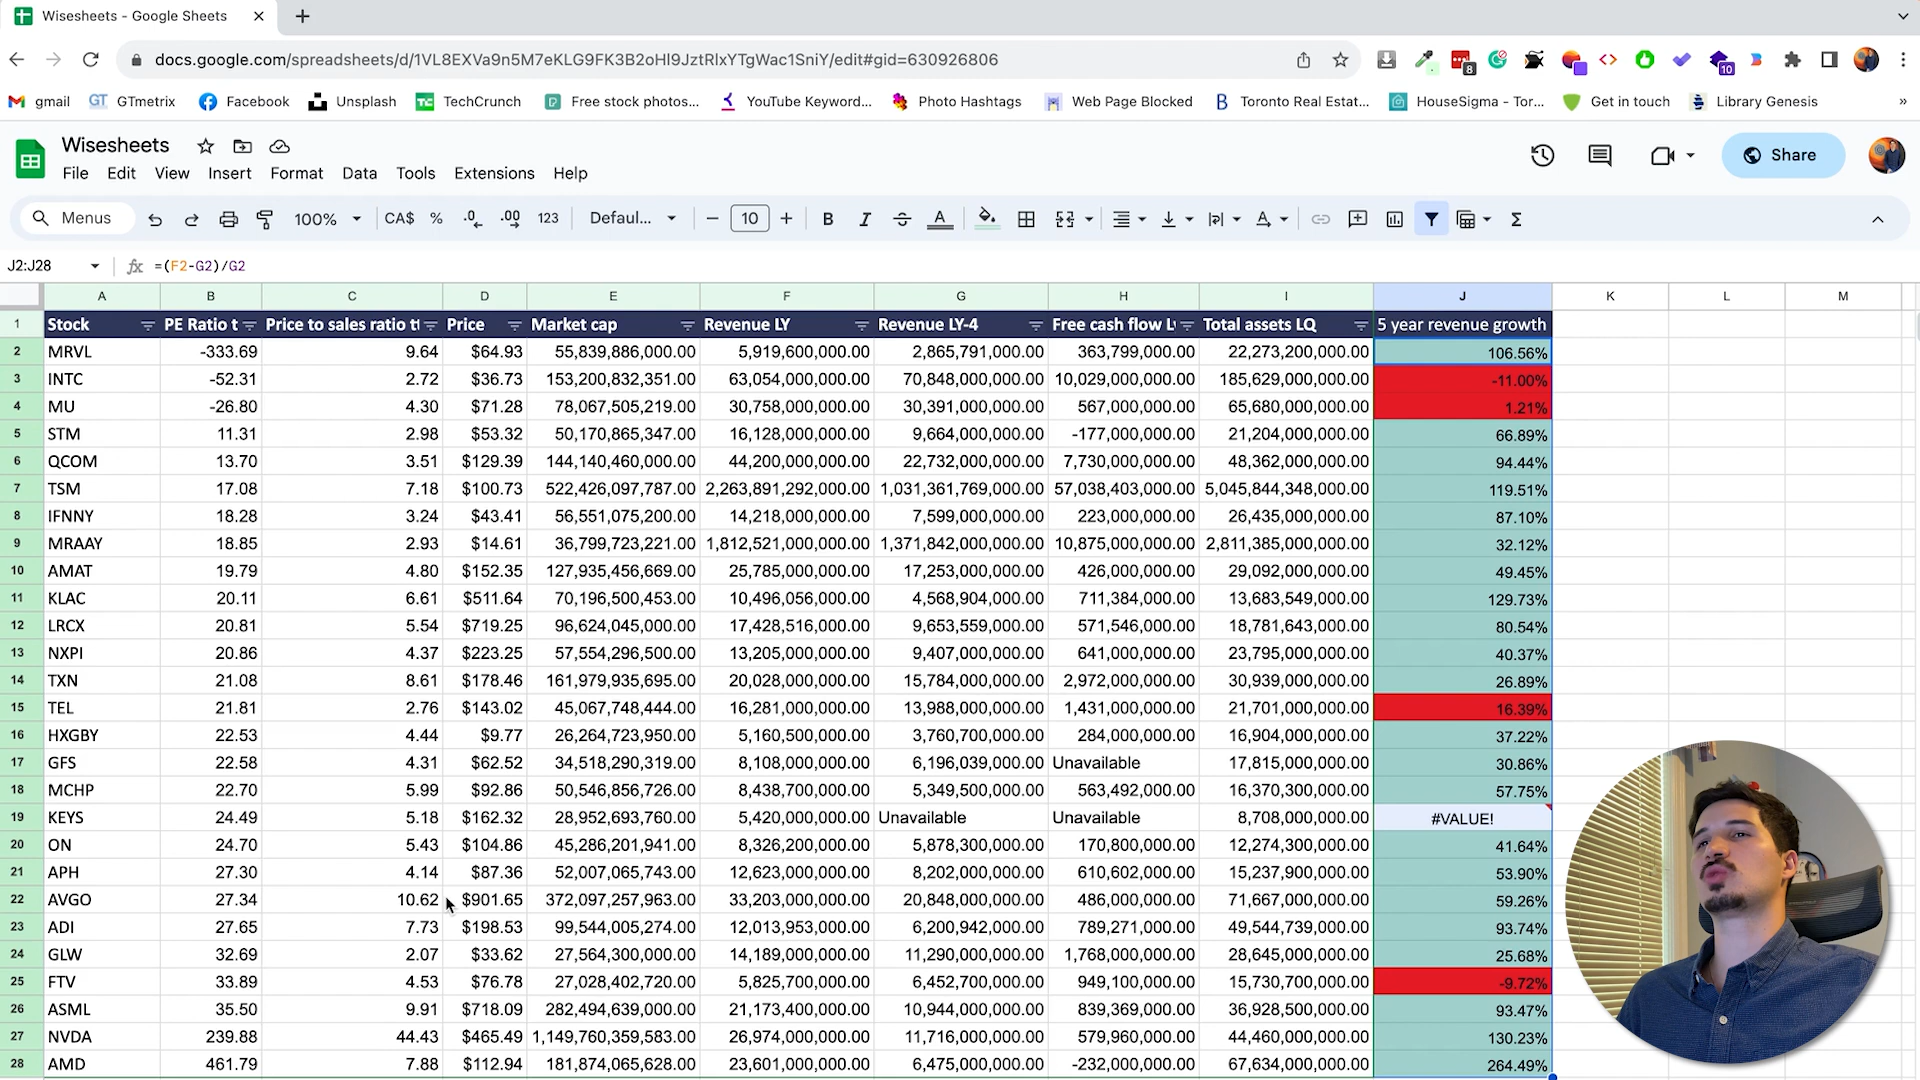 Wisesheets - Google Sheets
docs.google.com/spreadsheets/d/1VL8EXVa9n5M7eKLG9FK3B2oHl9JztRlxYTgWac1SniY/edit#gid=630926806
8
10
gmail GTmetrix Facebook Unsplash TechCrunch Free stock photos... YouTube Keyword... Photo Hashtags Web Page Blocked Toronto Real Estat... HouseSigma - Tor... Get in touch Library Genesis »
Wisesheets
File Edit View Insert Format Data Tools Extensions Help
Share
Menus 100% CA$ % .0 .00 123 Defaul... 10 B I S A
J2:J28 fx =(F2-G2)/G2
A B C D E F G H I J K L M
1 Stock PE Ratio t Price to sales ratio tt Price Market cap Revenue LY Revenue LY-4 Free cash flow L Total assets LQ 5 year revenue growth
2 MRVL -333.69 9.64 $64.93 55,839,886,000.00 5,919,600,000.00 2,865,791,000.00 363,799,000.00 22,273,200,000.00 106.56%
3 INTC -52.31 2.72 $36.73 153,200,832,351.00 63,054,000,000.00 70,848,000,000.00 10,029,000,000.00 185,629,000,000.00 -11.00%
4 MU -26.80 4.30 $71.28 78,067,505,219.00 30,758,000,000.00 30,391,000,000.00 567,000,000.00 65,680,000,000.00 1.21%
5 STM 11.31 2.98 $53.32 50,170,865,347.00 16,128,000,000.00 9,664,000,000.00 -177,000,000.00 21,204,000,000.00 66.89%
6 QCOM 13.70 3.51 $129.39 144,140,460,000.00 44,200,000,000.00 22,732,000,000.00 7,730,000,000.00 48,362,000,000.00 94.44%
7 TSM 17.08 7.18 $100.73 522,426,097,787.00 2,263,891,292,000.00 1,031,361,769,000.00 57,038,403,000.00 5,045,844,348,000.00 119.51%
8 IFNNY 18.28 3.24 $43.41 56,551,075,200.00 14,218,000,000.00 7,599,000,000.00 223,000,000.00 26,435,000,000.00 87.10%
9 MRAAY 18.85 2.93 $14.61 36,799,723,221.00 1,812,521,000,000.00 1,371,842,000,000.00 10,875,000,000.00 2,811,385,000,000.00 32.12%
10 AMAT 19.79 4.80 $152.35 127,935,456,669.00 25,785,000,000.00 17,253,000,000.00 426,000,000.00 29,092,000,000.00 49.45%
11 KLAC 20.11 6.61 $511.64 70,196,500,453.00 10,496,056,000.00 4,568,904,000.00 711,384,000.00 13,683,549,000.00 129.73%
12 LRCX 20.81 5.54 $719.25 96,624,045,000.00 17,428,516,000.00 9,653,559,000.00 571,546,000.00 18,781,643,000.00 80.54%
13 NXPI 20.86 4.37 $223.25 57,554,296,500.00 13,205,000,000.00 9,407,000,000.00 641,000,000.00 23,795,000,000.00 40.37%
14 TXN 21.08 8.61 $178.46 161,979,935,695.00 20,028,000,000.00 15,784,000,000.00 2,972,000,000.00 30,939,000,000.00 26.89%
15 TEL 21.81 2.76 $143.02 45,067,748,444.00 16,281,000,000.00 13,988,000,000.00 1,431,000,000.00 21,701,000,000.00 16.39%
16 HXGBY 22.53 4.44 $9.77 26,264,723,950.00 5,160,500,000.00 3,760,700,000.00 284,000,000.00 16,904,000,000.00 37.22%
17 GFS 22.58 4.31 $62.52 34,518,290,319.00 8,108,000,000.00 6,196,039,000.00 Unavailable 17,815,000,000.00 30.86%
18 MCHP 22.70 5.99 $92.86 50,546,856,726.00 8,438,700,000.00 5,349,500,000.00 563,492,000.00 16,370,300,000.00 57.75%
19 KEYS 24.49 5.18 $162.32 28,952,693,760.00 5,420,000,000.00 Unavailable Unavailable 8,708,000,000.00 #VALUE!
20 ON 24.70 5.43 $104.86 45,286,201,941.00 8,326,200,000.00 5,878,300,000.00 170,800,000.00 12,274,300,000.00 41.64%
21 APH 27.30 4.14 $87.36 52,007,065,743.00 12,623,000,000.00 8,202,000,000.00 610,602,000.00 15,237,900,000.00 53.90%
22 AVGO 27.34 10.62 $901.65 372,097,257,963.00 33,203,000,000.00 20,848,000,000.00 486,000,000.00 71,667,000,000.00 59.26%
23 ADI 27.65 7.73 $198.53 99,544,005,274.00 12,013,953,000.00 6,200,942,000.00 789,271,000.00 49,544,739,000.00 93.74%
24 GLW 32.69 2.07 $33.62 27,564,300,000.00 14,189,000,000.00 11,290,000,000.00 1,768,000,000.00 28,645,000,000.00 25.68%
25 FTV 33.89 4.53 $76.78 27,028,402,720.00 5,825,700,000.00 6,452,700,000.00 949,100,000.00 15,730,700,000.00 -9.72%
26 ASML 35.50 9.91 $718.09 282,494,639,000.00 21,173,400,000.00 10,944,000,000.00 839,369,000.00 36,928,500,000.00 93.47%
27 NVDA 239.88 44.43 $465.49 1,149,760,359,583.00 26,974,000,000.00 11,716,000,000.00 579,960,000.00 44,460,000,000.00 130.23%
28 AMD 461.79 7.88 $112.94 181,874,065,628.00 23,601,000,000.00 6,475,000,000.00 -232,000,000.00 67,634,000,000.00 264.49%